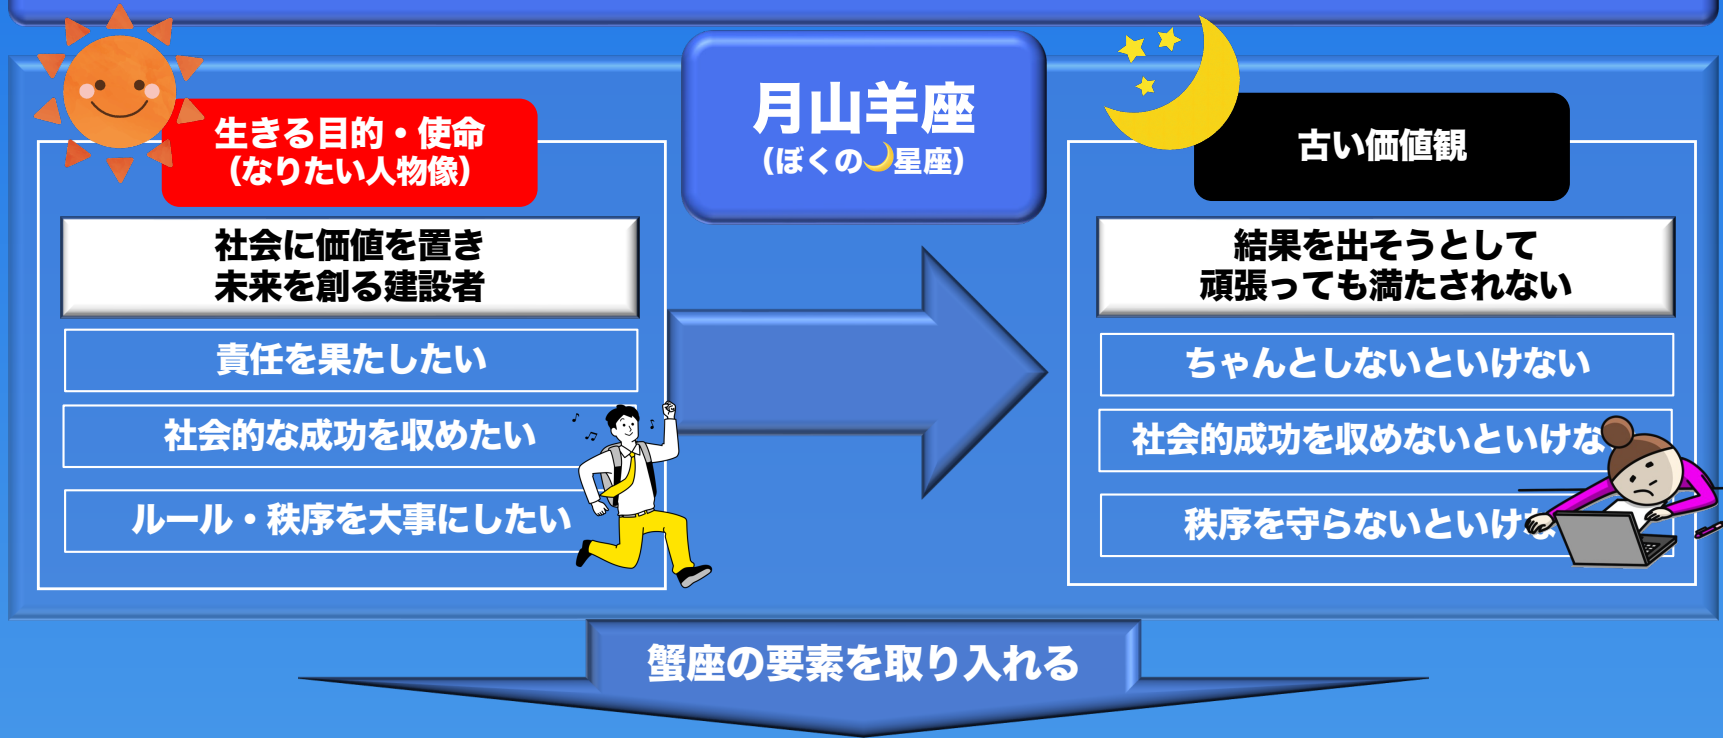 月山羊座
(ぼくの🌙星座)
生きる目的・使命
(なりたい人物像)
社会に価値を置き
未来を創る建設者
責任を果たしたい
社会的な成功を収めたい
ルール・秩序を大事にしたい
古い価値観
結果を出そうとして
頑張っても満たされない
ちゃんとしないといけない
社会的成功を収めないといけな
秩序を守らないといけな
蟹座の要素を取り入れる